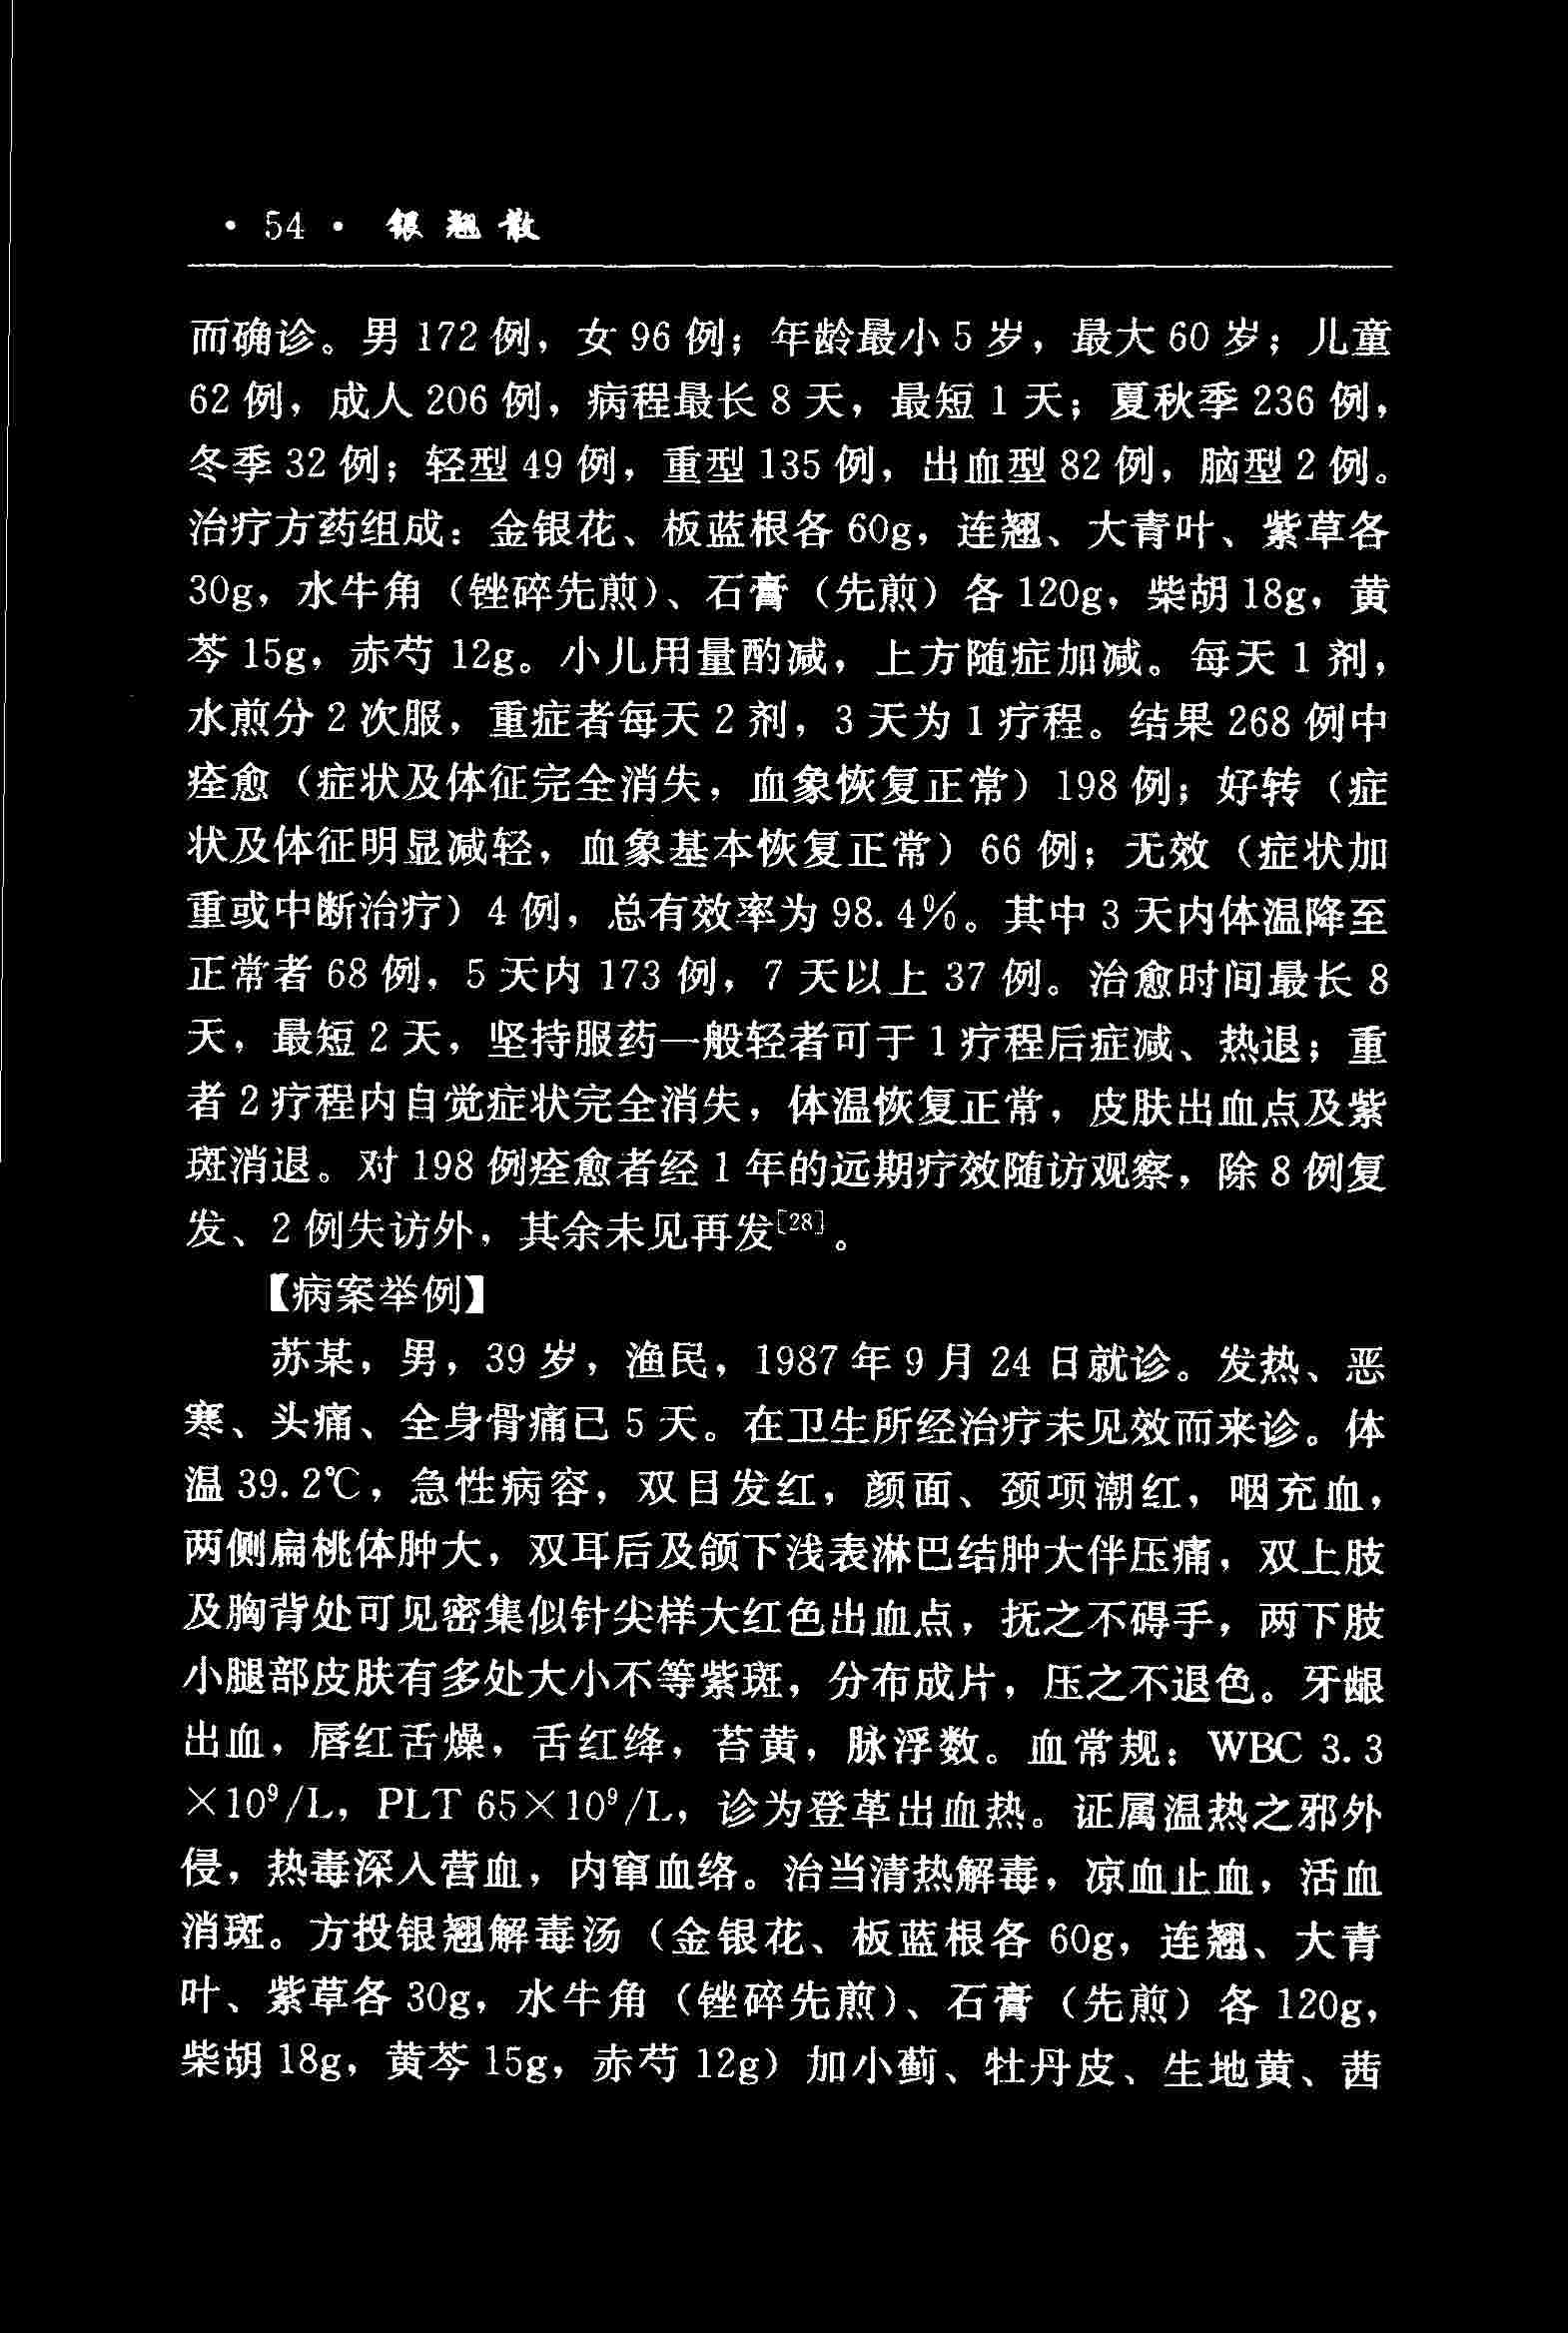 · 54 · 银翘散
而确诊。男 172 例，女 96 例；年龄最小 5 岁，最大 60 岁；儿童
62 例，成人 206 例，病程最长 8 天，最短 1 天；夏秋季 236 例，
冬季 32 例；轻型 49 例，重型 135 例，出血型 82 例，脑型 2 例。
治疗方药组成：金银花、板蓝根各 60g，连翘、大青叶、紫草各
30g，水牛角（锉碎先煎）、石膏（先煎）各 120g，柴胡 18g，黄
芩 15g，赤芍 12g。小儿用量酌减，上方随症加减。每天 1 剂，
水煎分 2 次服，重症者每天 2 剂，3 天为 1 疗程。结果 268 例中
痊愈（症状及体征完全消失，血象恢复正常）198 例；好转（症
状及体征明显减轻，血象基本恢复正常）66 例；无效（症状加
重或中断治疗）4 例，总有效率为 98.4%。其中 3 天内体温降至
正常者 68 例，5 天内 173 例，7 天以上 37 例。治愈时间最长 8
天，最短 2 天，坚持服药一般轻者可于 1 疗程后症减、热退；重
者 2 疗程内自觉症状完全消失，体温恢复正常，皮肤出血点及紫
斑消退。对 198 例痊愈者经 1 年的远期疗效随访观察，除 8 例复
发、2 例失访外，其余未见再发[28]。
【病案举例】
苏某，男，39 岁，渔民，1987 年 9 月 24 日就诊。发热、恶
寒、头痛、全身骨痛已 5 天。在卫生所经治疗未见效而来诊。体
温 39.2℃，急性病容，双目发红，颜面、颈项潮红，咽充血，
两侧扁桃体肿大，双耳后及颌下浅表淋巴结肿大伴压痛，双上肢
及胸背处可见密集似针尖样大红色出血点，抚之不碍手，两下肢
小腿部皮肤有多处大小不等紫斑，分布成片，压之不退色。牙龈
出血，唇红舌燥，舌红绛，苔黄，脉浮数。血常规：WBC 3.3
×10⁹/L，PLT 65×10⁹/L，诊为登革出血热。证属温热之邪外
侵，热毒深入营血，内窜血络。治当清热解毒，凉血止血，活血
消斑。方投银翘解毒汤（金银花、板蓝根各 60g，连翘、大青
叶、紫草各 30g，水牛角（锉碎先煎）、石膏（先煎）各 120g，
柴胡 18g，黄芩 15g，赤芍 12g）加小蓟、牡丹皮、生地黄、茜